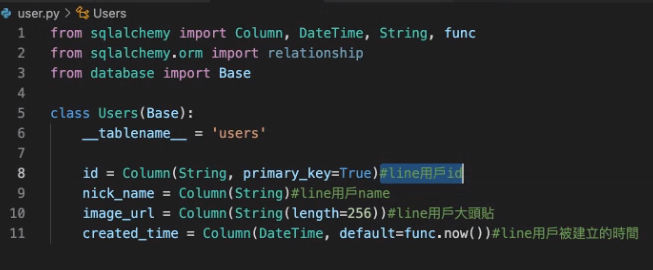 user.py > Users
1 from sqlalchemy import Column, DateTime, String, func
2 from sqlalchemy.orm import relationship
3 from database import Base
4
5 class Users(Base):
6     __tablename__ = 'users'
7
8     id = Column(String, primary_key=True)#line用戶id
9     nick_name = Column(String)#line用戶name
10     image_url = Column(String(length=256))#line用戶大頭貼
11     created_time = Column(DateTime, default=func.now())#line用戶被建立的時間